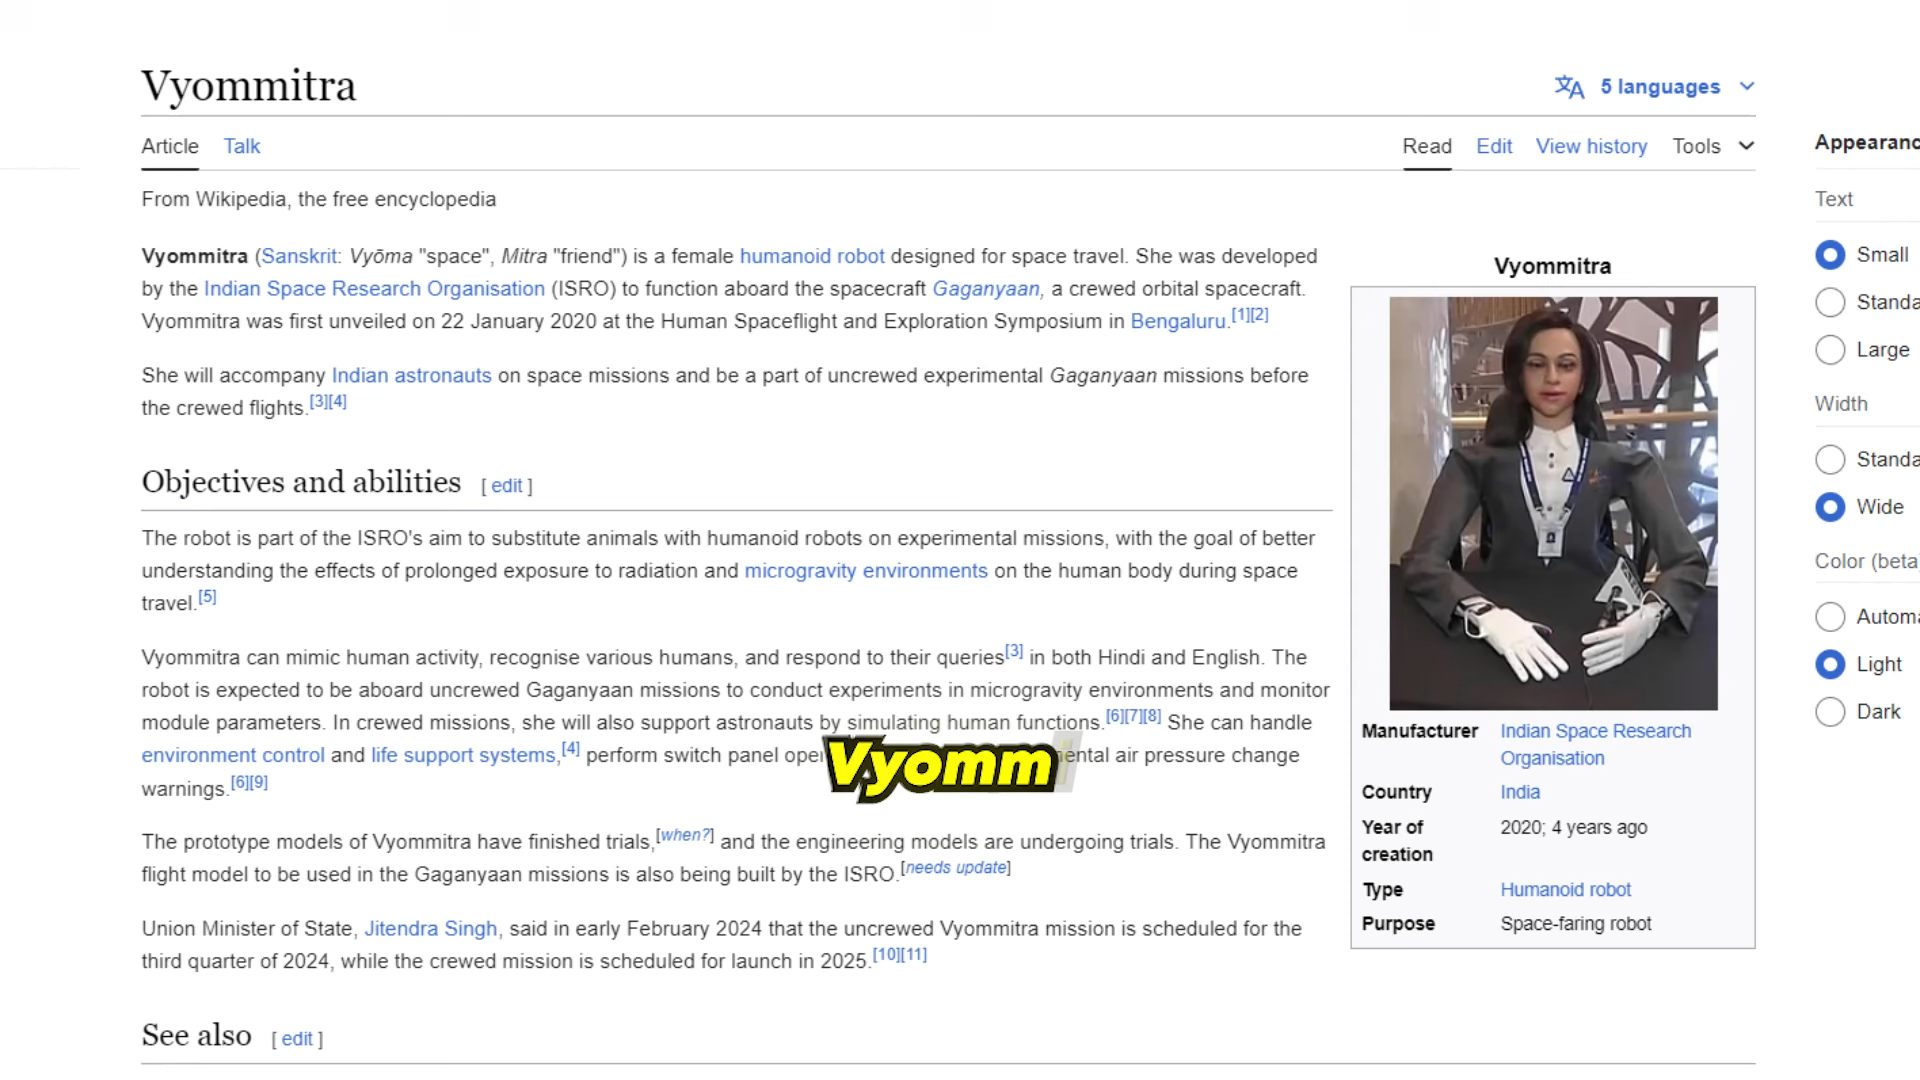 Vyommitra
5 languages
Article Talk
Read Edit View history Tools
From Wikipedia, the free encyclopedia
Vyommitra (Sanskrit: Vyōma "space", Mitra "friend") is a female humanoid robot designed for space travel. She was developed
by the Indian Space Research Organisation (ISRO) to function aboard the spacecraft Gaganyaan, a crewed orbital spacecraft.
Vyommitra was first unveiled on 22 January 2020 at the Human Spaceflight and Exploration Symposium in Bengaluru.[1][2]
She will accompany Indian astronauts on space missions and be a part of uncrewed experimental Gaganyaan missions before
the crewed flights.[3][4]
Objectives and abilities [ edit ]
The robot is part of the ISRO's aim to substitute animals with humanoid robots on experimental missions, with the goal of better
understanding the effects of prolonged exposure to radiation and microgravity environments on the human body during space
travel.[5]
Vyommitra can mimic human activity, recognise various humans, and respond to their queries[3] in both Hindi and English. The
robot is expected to be aboard uncrewed Gaganyaan missions to conduct experiments in microgravity environments and monitor
module parameters. In crewed missions, she will also support astronauts by simulating human functions.[6][7][8] She can handle
environment control and life support systems,[4] perform switch panel oper ental air pressure change
Vyomm
warnings.[6][9]
The prototype models of Vyommitra have finished trials,[when?] and the engineering models are undergoing trials. The Vyommitra
flight model to be used in the Gaganyaan missions is also being built by the ISRO.[needs update]
Union Minister of State, Jitendra Singh, said in early February 2024 that the uncrewed Vyommitra mission is scheduled for the
third quarter of 2024, while the crewed mission is scheduled for launch in 2025.[10][11]
See also [ edit ]
Vyommitra
Manufacturer Indian Space Research
Organisation
Country India
Year of 2020; 4 years ago
creation
Type Humanoid robot
Purpose Space-faring robot
Appearanc
Text
Small
Standa
Large
Width
Standa
Wide
Color (beta
Automa
Light
Dark